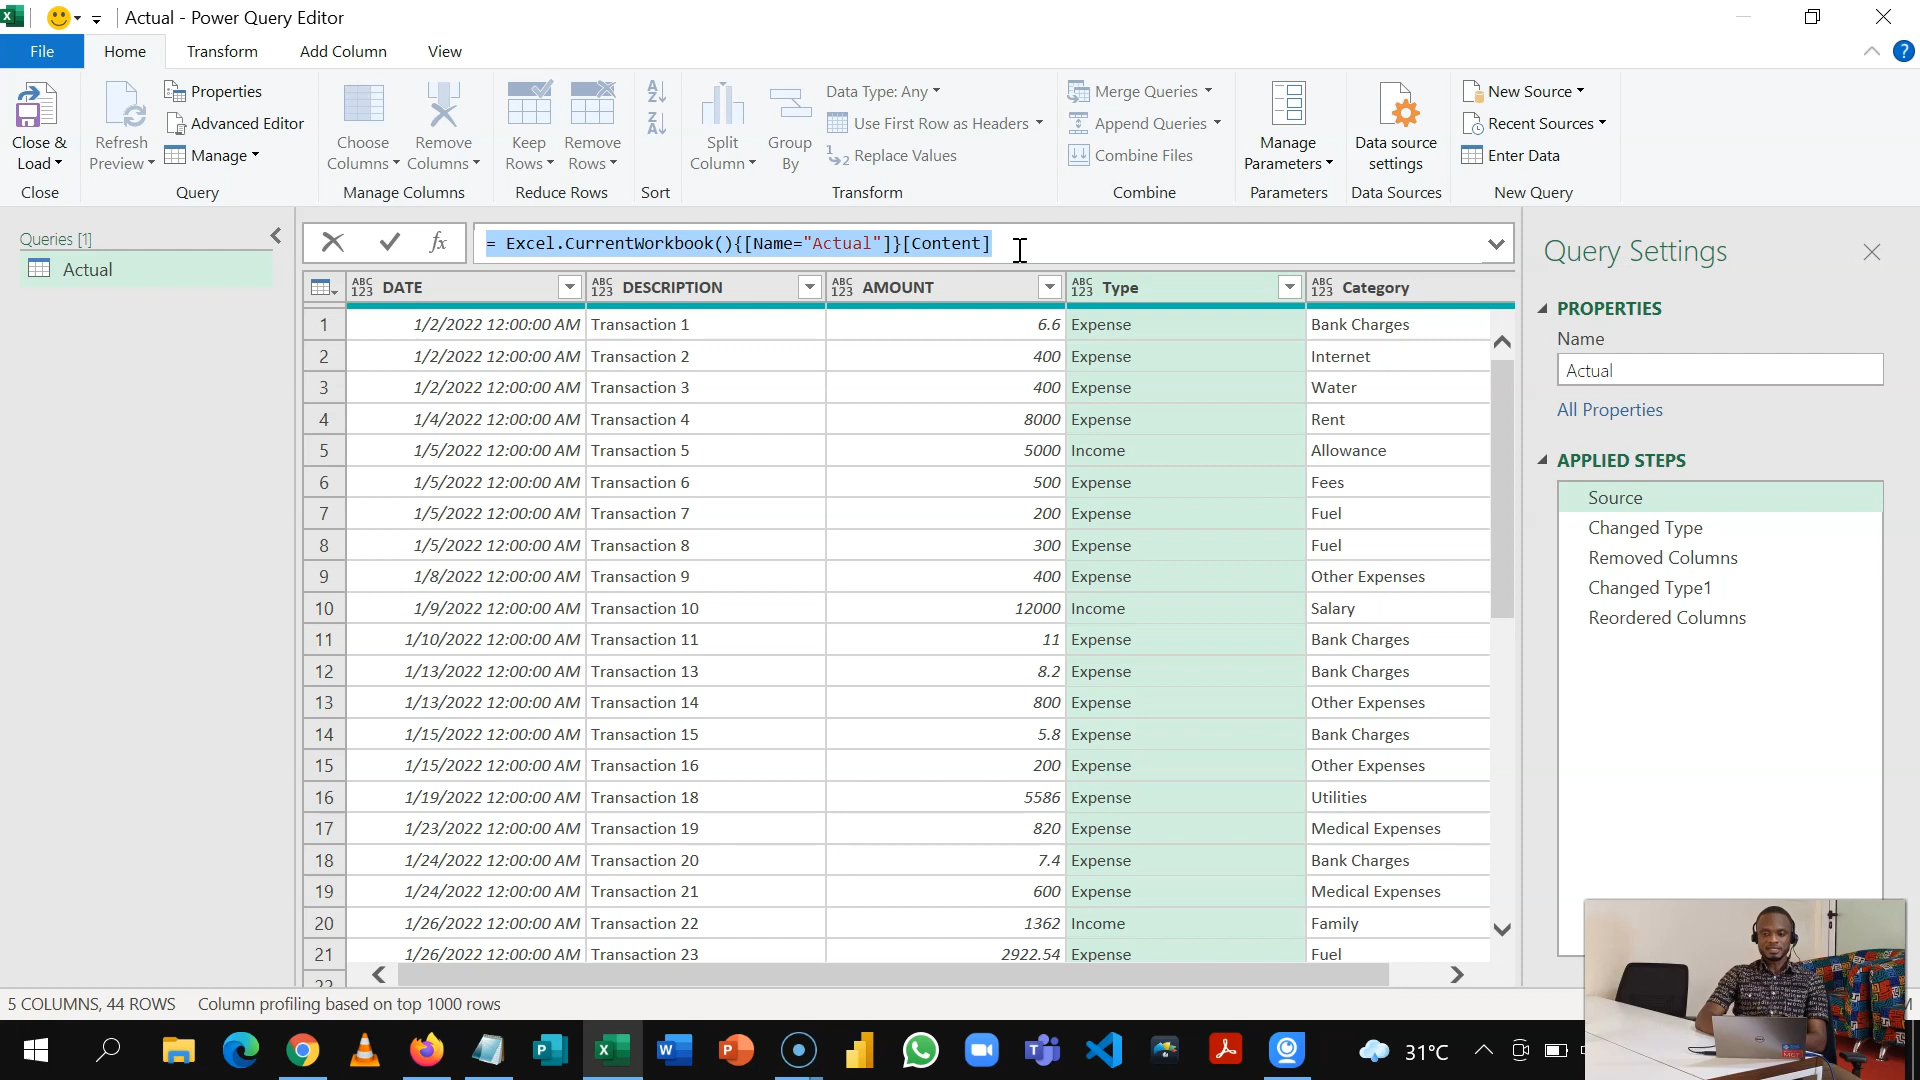 Actual - Power Query Editor
File Home Transform Add Column View
Close & Load
Close
Refresh Preview
Properties
Advanced Editor
Manage
Query
Choose Columns
Remove Columns
Manage Columns
Keep Rows
Remove Rows
Reduce Rows
A Z
Z A
Sort
Split Column
Group By
Data Type: Any
Use First Row as Headers
1 2 Replace Values
Transform
Merge Queries
Append Queries
Combine Files
Combine
Manage Parameters
Parameters
Data source settings
Data Sources
New Source
Recent Sources
Enter Data
New Query
Queries [1]
Actual
fx = Excel.CurrentWorkbook(){[Name="Actual"]}[Content]
ABC 123 DATE ABC 123 DESCRIPTION ABC 123 AMOUNT ABC 123 Type ABC 123 Category
1 1/2/2022 12:00:00 AM Transaction 1 6.6 Expense Bank Charges
2 1/2/2022 12:00:00 AM Transaction 2 400 Expense Internet
3 1/2/2022 12:00:00 AM Transaction 3 400 Expense Water
4 1/4/2022 12:00:00 AM Transaction 4 8000 Expense Rent
5 1/5/2022 12:00:00 AM Transaction 5 5000 Income Allowance
6 1/5/2022 12:00:00 AM Transaction 6 500 Expense Fees
7 1/5/2022 12:00:00 AM Transaction 7 200 Expense Fuel
8 1/5/2022 12:00:00 AM Transaction 8 300 Expense Fuel
9 1/8/2022 12:00:00 AM Transaction 9 400 Expense Other Expenses
10 1/9/2022 12:00:00 AM Transaction 10 12000 Income Salary
11 1/10/2022 12:00:00 AM Transaction 11 11 Expense Bank Charges
12 1/13/2022 12:00:00 AM Transaction 13 8.2 Expense Bank Charges
13 1/13/2022 12:00:00 AM Transaction 14 800 Expense Other Expenses
14 1/15/2022 12:00:00 AM Transaction 15 5.8 Expense Bank Charges
15 1/15/2022 12:00:00 AM Transaction 16 200 Expense Other Expenses
16 1/19/2022 12:00:00 AM Transaction 18 5586 Expense Utilities
17 1/23/2022 12:00:00 AM Transaction 19 820 Expense Medical Expenses
18 1/24/2022 12:00:00 AM Transaction 20 7.4 Expense Bank Charges
19 1/24/2022 12:00:00 AM Transaction 21 600 Expense Medical Expenses
20 1/26/2022 12:00:00 AM Transaction 22 1362 Income Family
21 1/26/2022 12:00:00 AM Transaction 23 2922.54 Expense Fuel
22
Query Settings
PROPERTIES
Name
Actual
All Properties
APPLIED STEPS
Source
Changed Type
Removed Columns
Changed Type1
Reordered Columns
5 COLUMNS, 44 ROWS Column profiling based on top 1000 rows
31°C